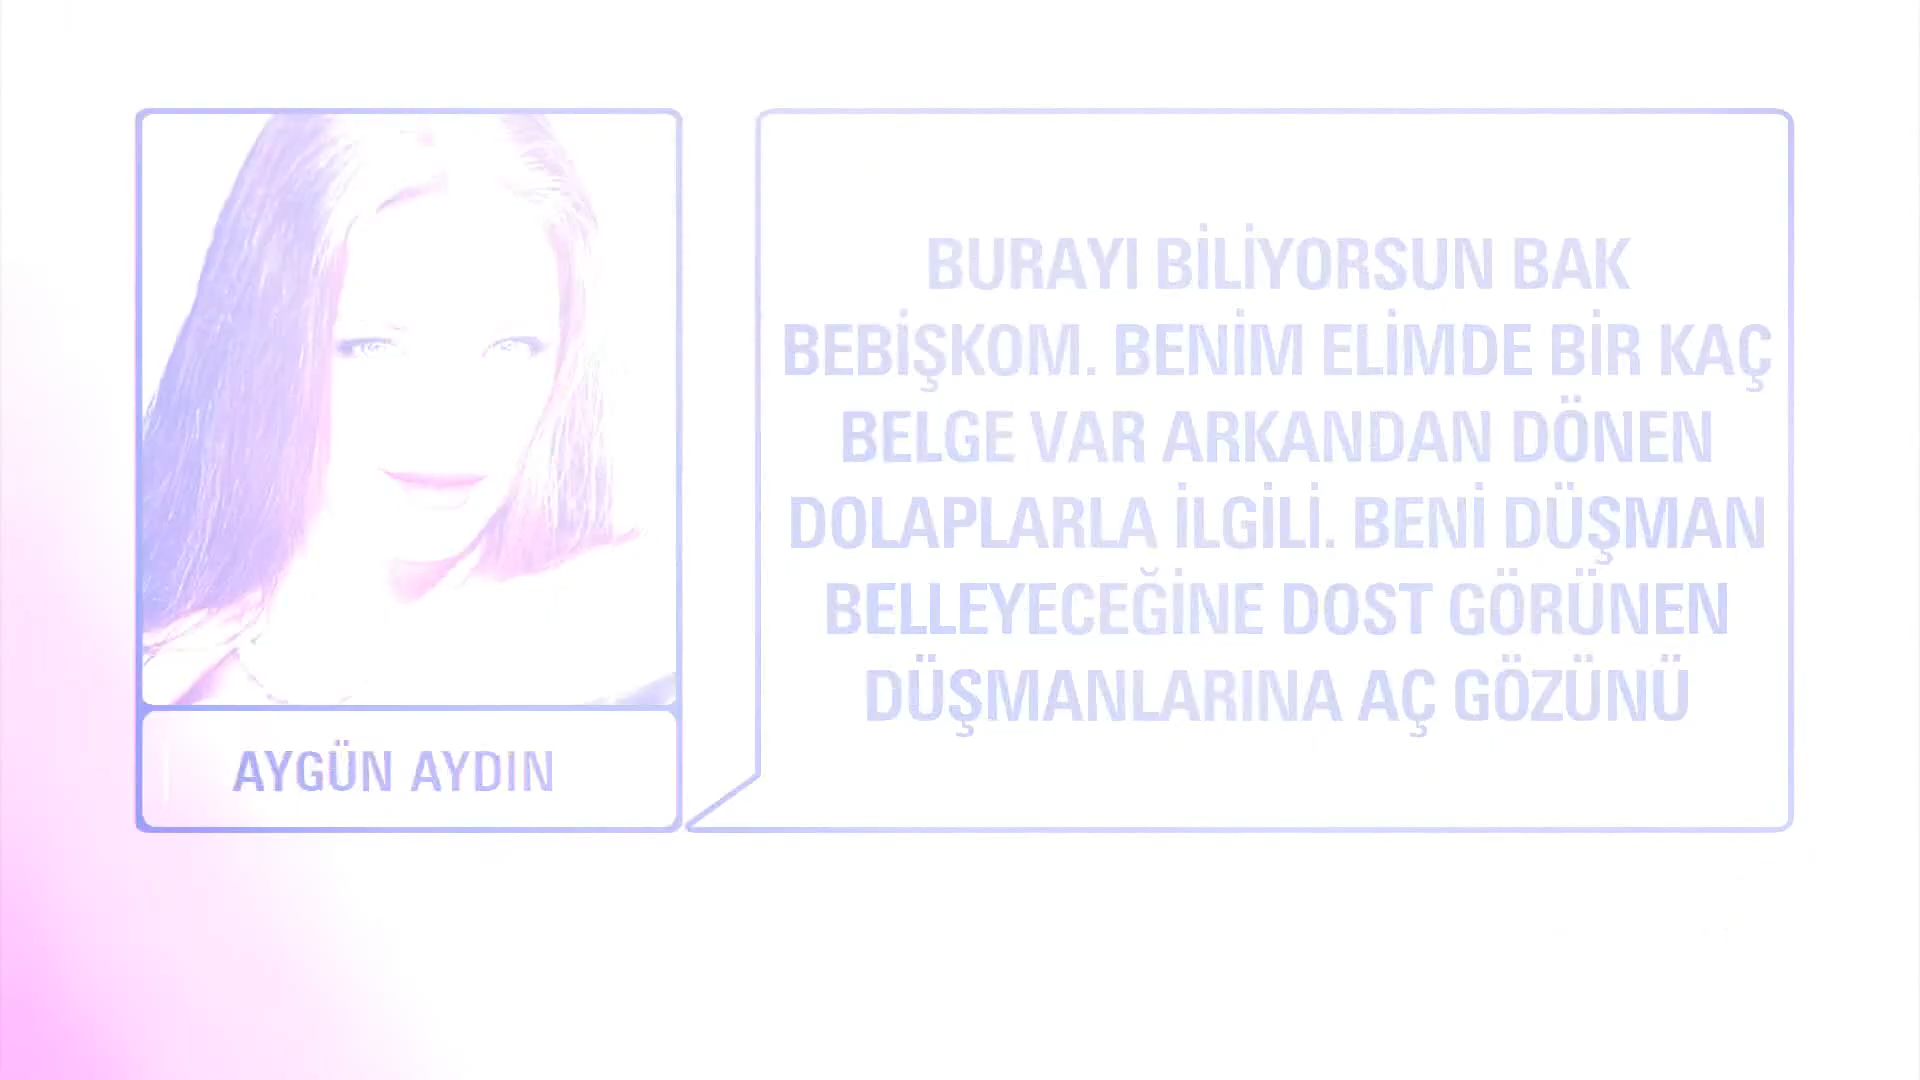 BURAYI BİLİYORSUN BAK
BEBİŞKOM. BENİM ELİMDE BİR KAÇ
BELGE VAR ARKANDAN DÖNEN
DOLAPLARLA İLGİLİ. BENİ DÜŞMAN
BELLEYECEĞİNE DOST GÖRÜNEN
DÜŞMANLARINA AÇ GÖZÜNÜ
AYGÜN AYDIN